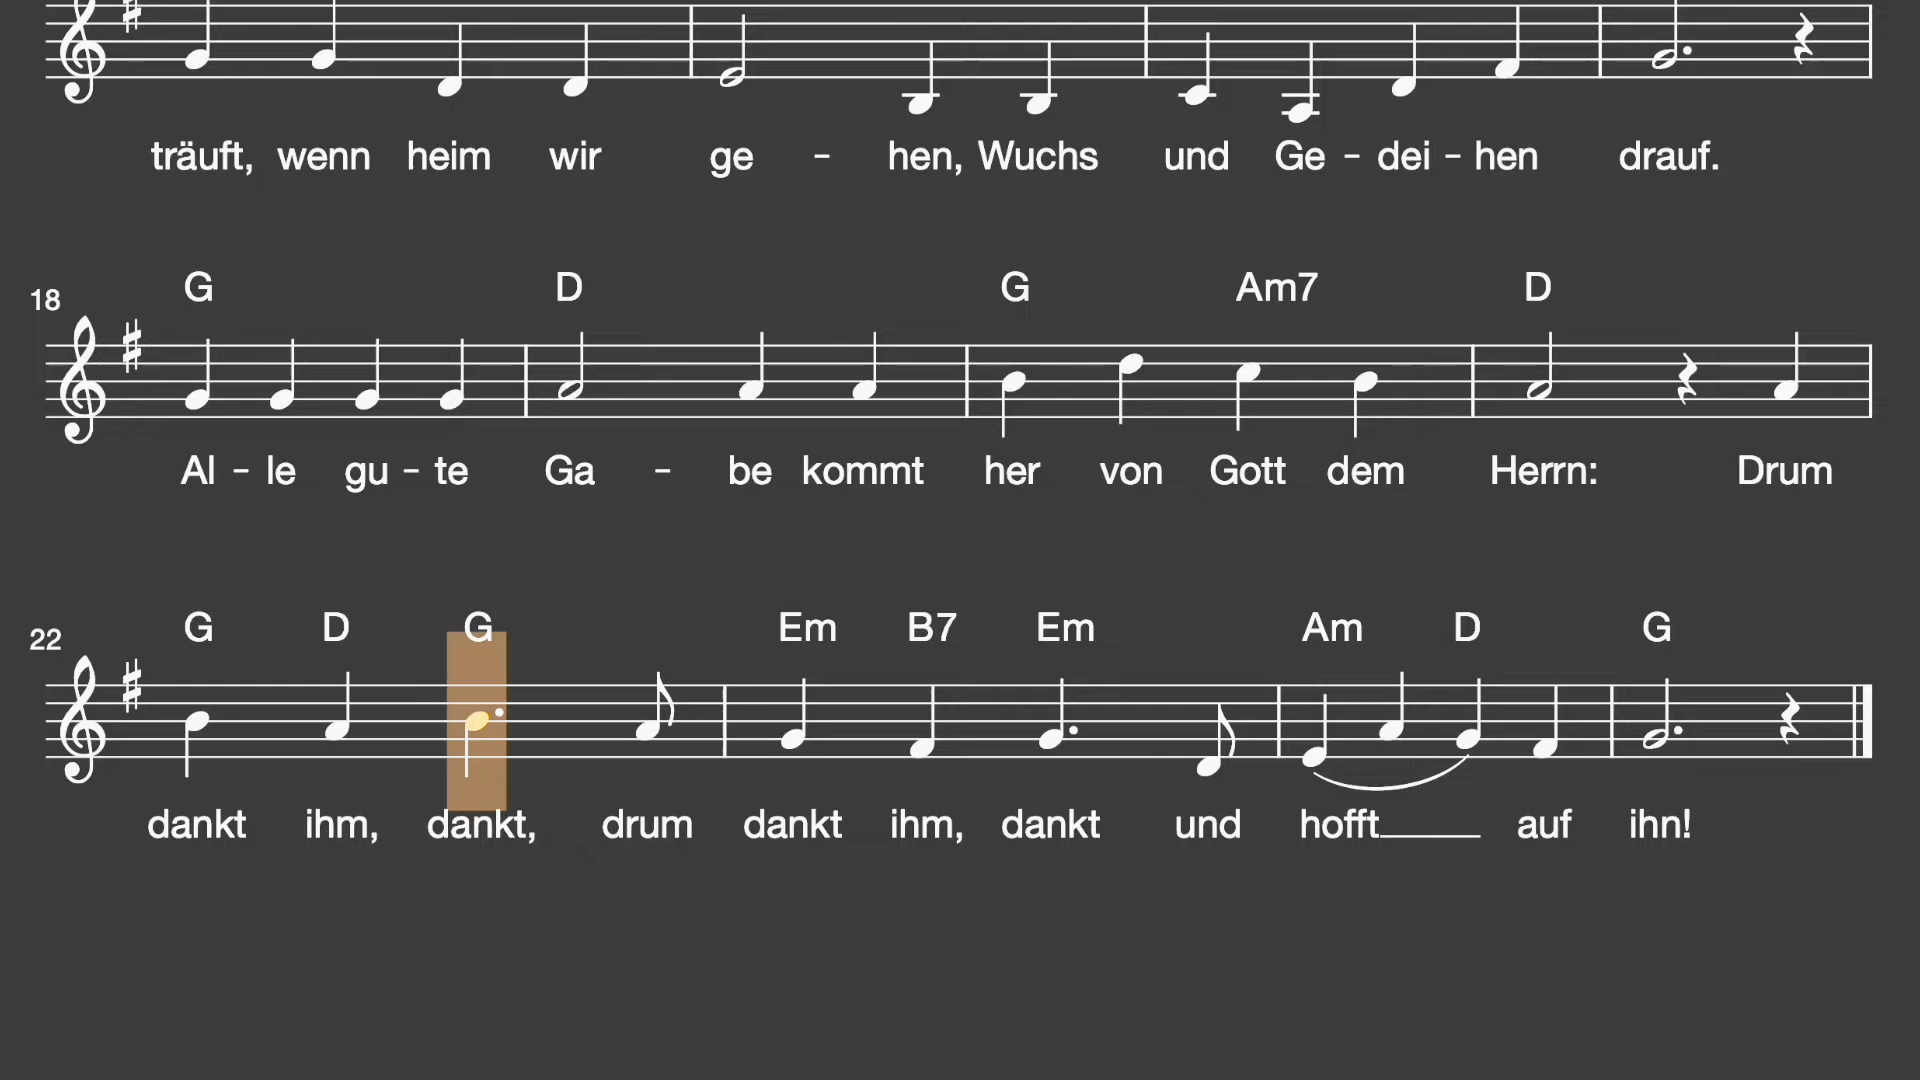 träuft, wenn heim wir ge - hen, Wuchs und Ge - dei - hen drauf.
G D G Am7 D
18
Al - le gu - te Ga - be kommt her von Gott dem Herrn: Drum
G D G Em B7 Em Am D G
22
dankt ihm, dankt, drum dankt ihm, dankt und hofft____ auf ihn!